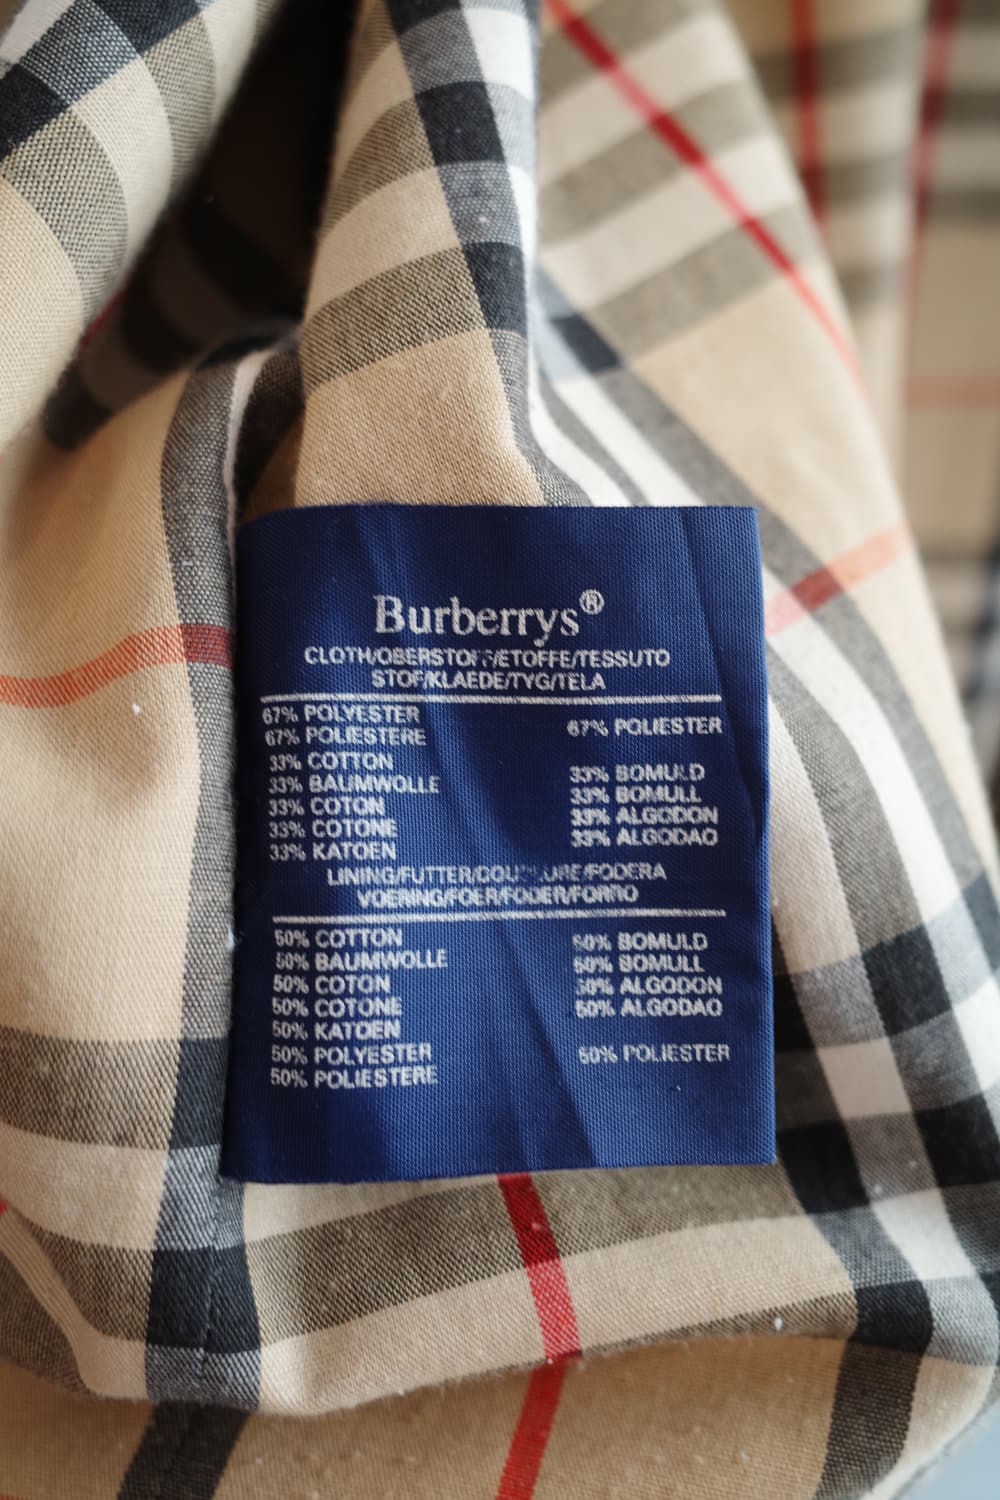 Burberrys®
CLOTH/OBERSTOFF/ETOFFE/TESSUTO
STOF/KLAEDE/TYG/TELA
67% POLYESTER
67% POLIESTERE
67% POLIESTER
33% COTTON
33% BAUMWOLLE
33% COTON
33% COTONE
33% KATOEN
33% BOMULD
33% BOMULL
33% ALGODON
33% ALGODAO
LINING/FUTTER/DOUBLURE/FODERA
VOERING/FOER/FODER/FORRO
50% COTTON
50% BAUMWOLLE
50% COTON
50% COTONE
50% KATOEN
50% POLYESTER
50% POLIESTERE
50% BOMULD
50% BOMULL
50% ALGODON
50% ALGODAO
50% POLIESTER